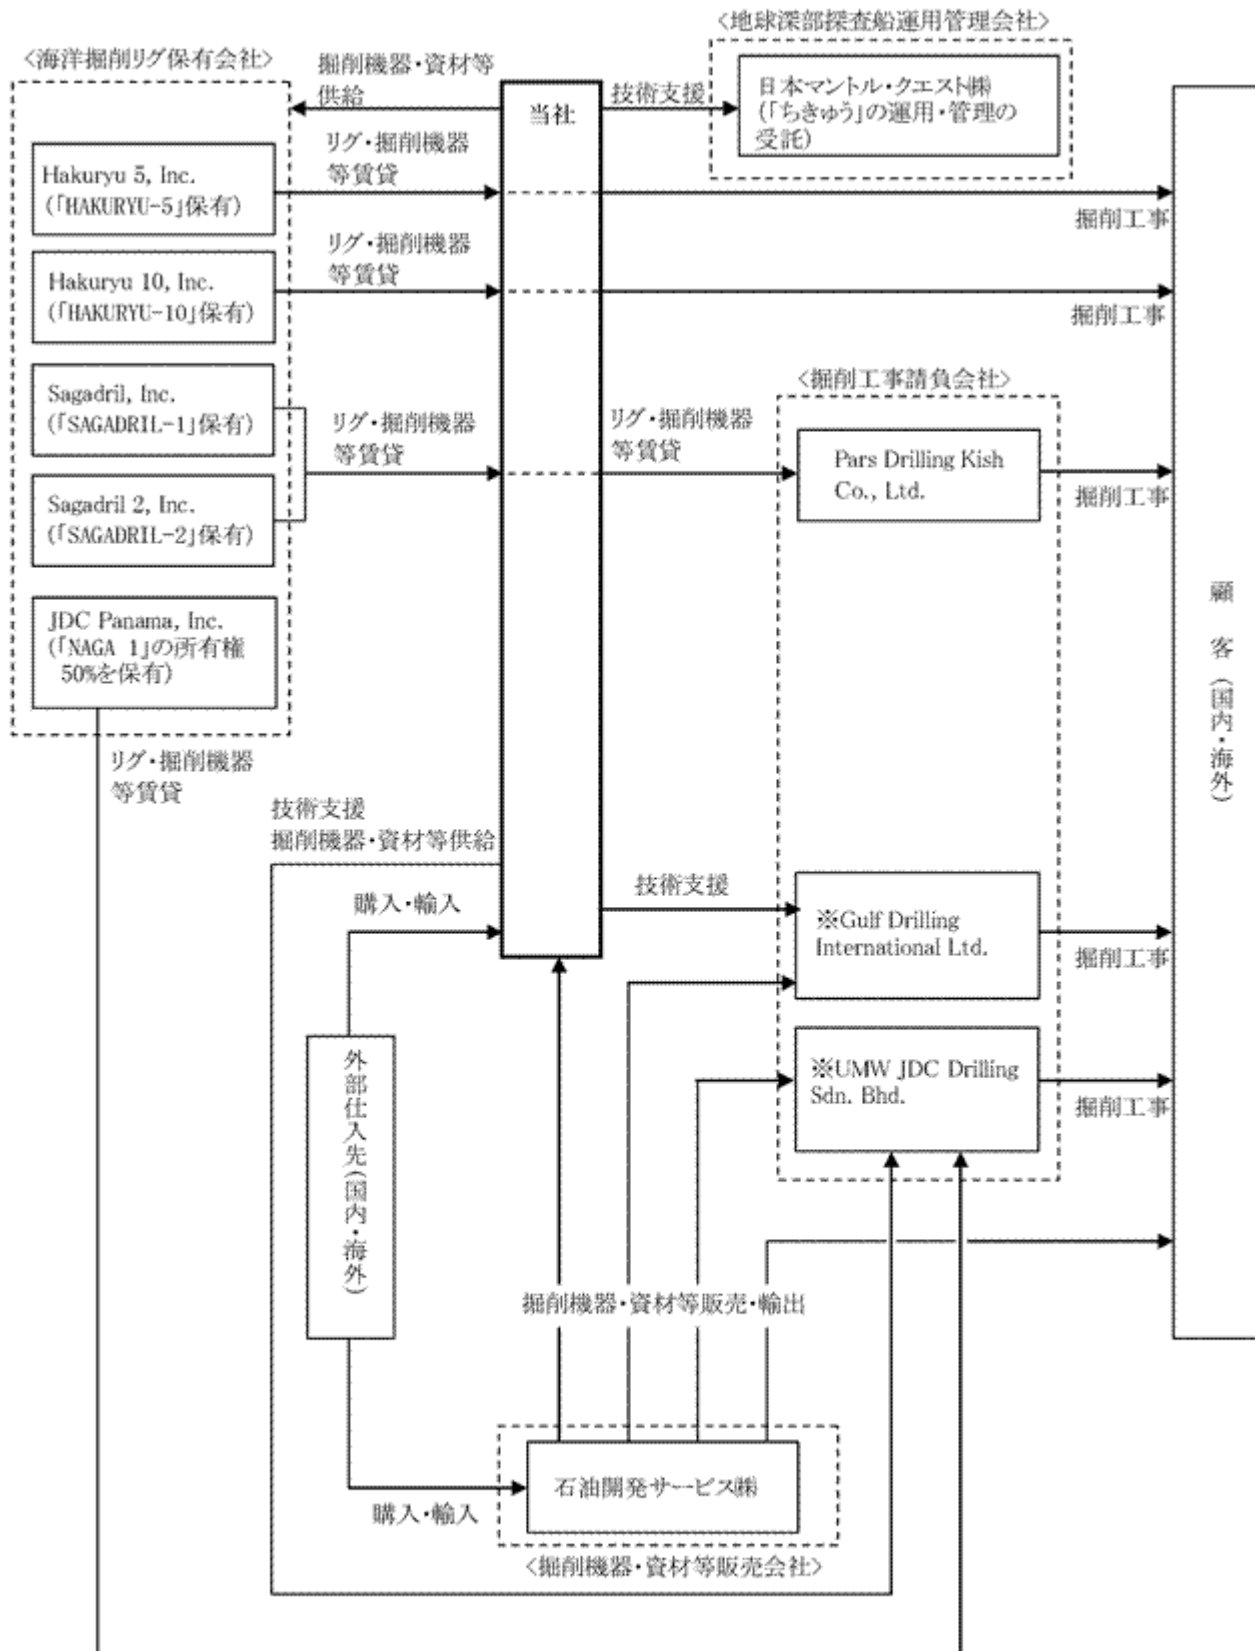 <地球深部探査船運用管理会社>
<海洋掘削リグ保有会社>
掘削機器・資材等
供給
当社
技術支援
日本マントル・クエスト㈱
(「ちきゅう」の運用・管理の
受託)
リグ・掘削機器
等賃貸
Hakuryu 5, Inc.
(「HAKURYU-5」保有)
掘削工事
リグ・掘削機器
等賃貸
Hakuryu 10, Inc.
(「HAKURYU-10」保有)
掘削工事
<掘削工事請負会社>
Sagadril, Inc.
(「SAGADRIL-1」保有)
リグ・掘削機器
等賃貸
リグ・掘削機器
等賃貸
Pars Drilling Kish
Co., Ltd.
掘削工事
Sagadril 2, Inc.
(「SAGADRIL-2」保有)
JDC Panama, Inc.
(「NAGA 1」の所有権
50%を保有)
顧客(国内・海外)
リグ・掘削機器
等賃貸
技術支援
掘削機器・資材等供給
技術支援
購入・輸入
※Gulf Drilling
International Ltd.
掘削工事
外部仕入先(国内・海外)
※UMW JDC Drilling
Sdn. Bhd.
掘削工事
掘削機器・資材等販売・輸出
石油開発サービス㈱
購入・輸入
<掘削機器・資材等販売会社>